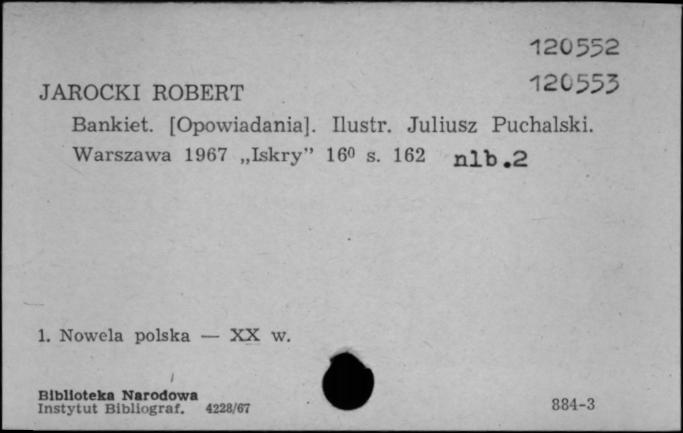 120552
120553
JAROCKI ROBERT
Bankiet. [Opowiadania]. Ilustr. Juliusz Puchalski.
Warszawa 1967 „Iskry” 16⁰ s. 162 nlb.2
1. Nowela polska — XX w.
Biblioteka Narodowa
Instytut Bibliograf. 4228/67
884-3